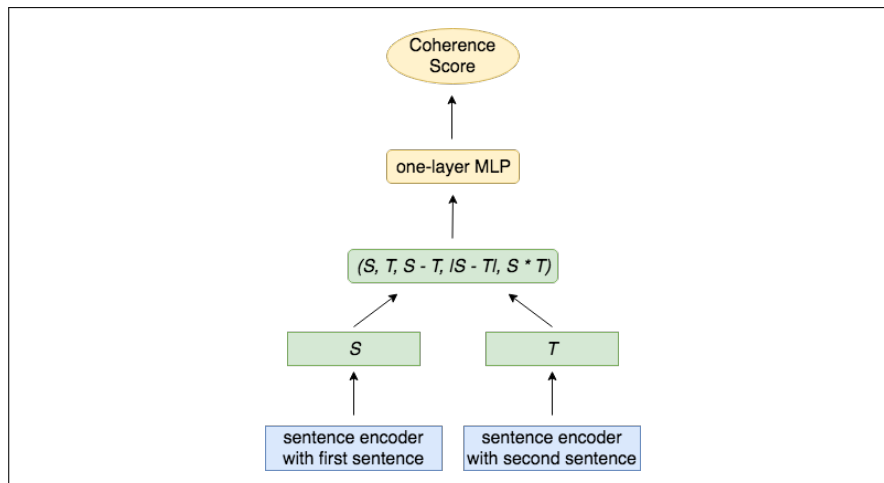 Coherence
Score
one-layer MLP
(S, T, S - T, |S - T|, S * T)
S
T
sentence encoder
with first sentence
sentence encoder
with second sentence